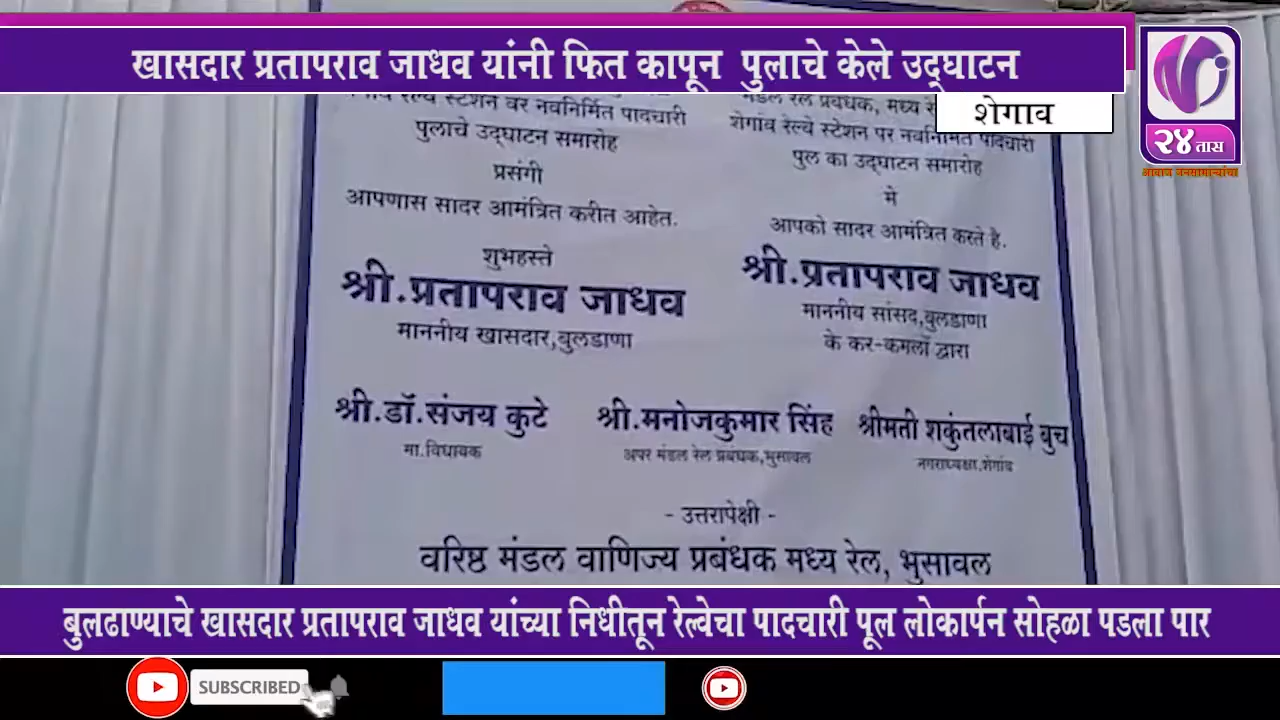 खासदार प्रतापराव जाधव यांनी फित कापून पुलाचे केले उद्घाटन
शेगाव
२४ तास
आवाज जनसामान्यांचा
रेल्वे स्टेशन वर नवनिर्मित पादचारी
पुलाचे उद्घाटन समारोह
प्रसंगी
आपणास सादर आमंत्रित करीत आहेत.
शुभहस्ते
श्री.प्रतापराव जाधव
माननीय खासदार,बुलडाणा
मंडल रेल प्रबंधक, मध्य
शेगांव रेल्वे स्टेशन पर नवनिर्मित पादचारी
पुल का उद्घाटन समारोह
मे
आपको सादर आमंत्रित करते है.
श्री.प्रतापराव जाधव
माननीय सांसद,बुलडाणा
के कर-कमलों द्वारा
श्री.डॉ.संजय कुटे
मा.विधायक
श्री.मनोजकुमार सिंह
अपर मंडल रेल प्रबंधक,भुसावल
श्रीमती शकुंतलाबाई बुच
नगराध्यक्षा,शेगांव
- उत्तरापेक्षी -
वरिष्ठ मंडल वाणिज्य प्रबंधक मध्य रेल, भुसावल
बुलढाण्याचे खासदार प्रतापराव जाधव यांच्या निधीतून रेल्वेचा पादचारी पूल लोकार्पन सोहळा पडला पार
SUBSCRIBED